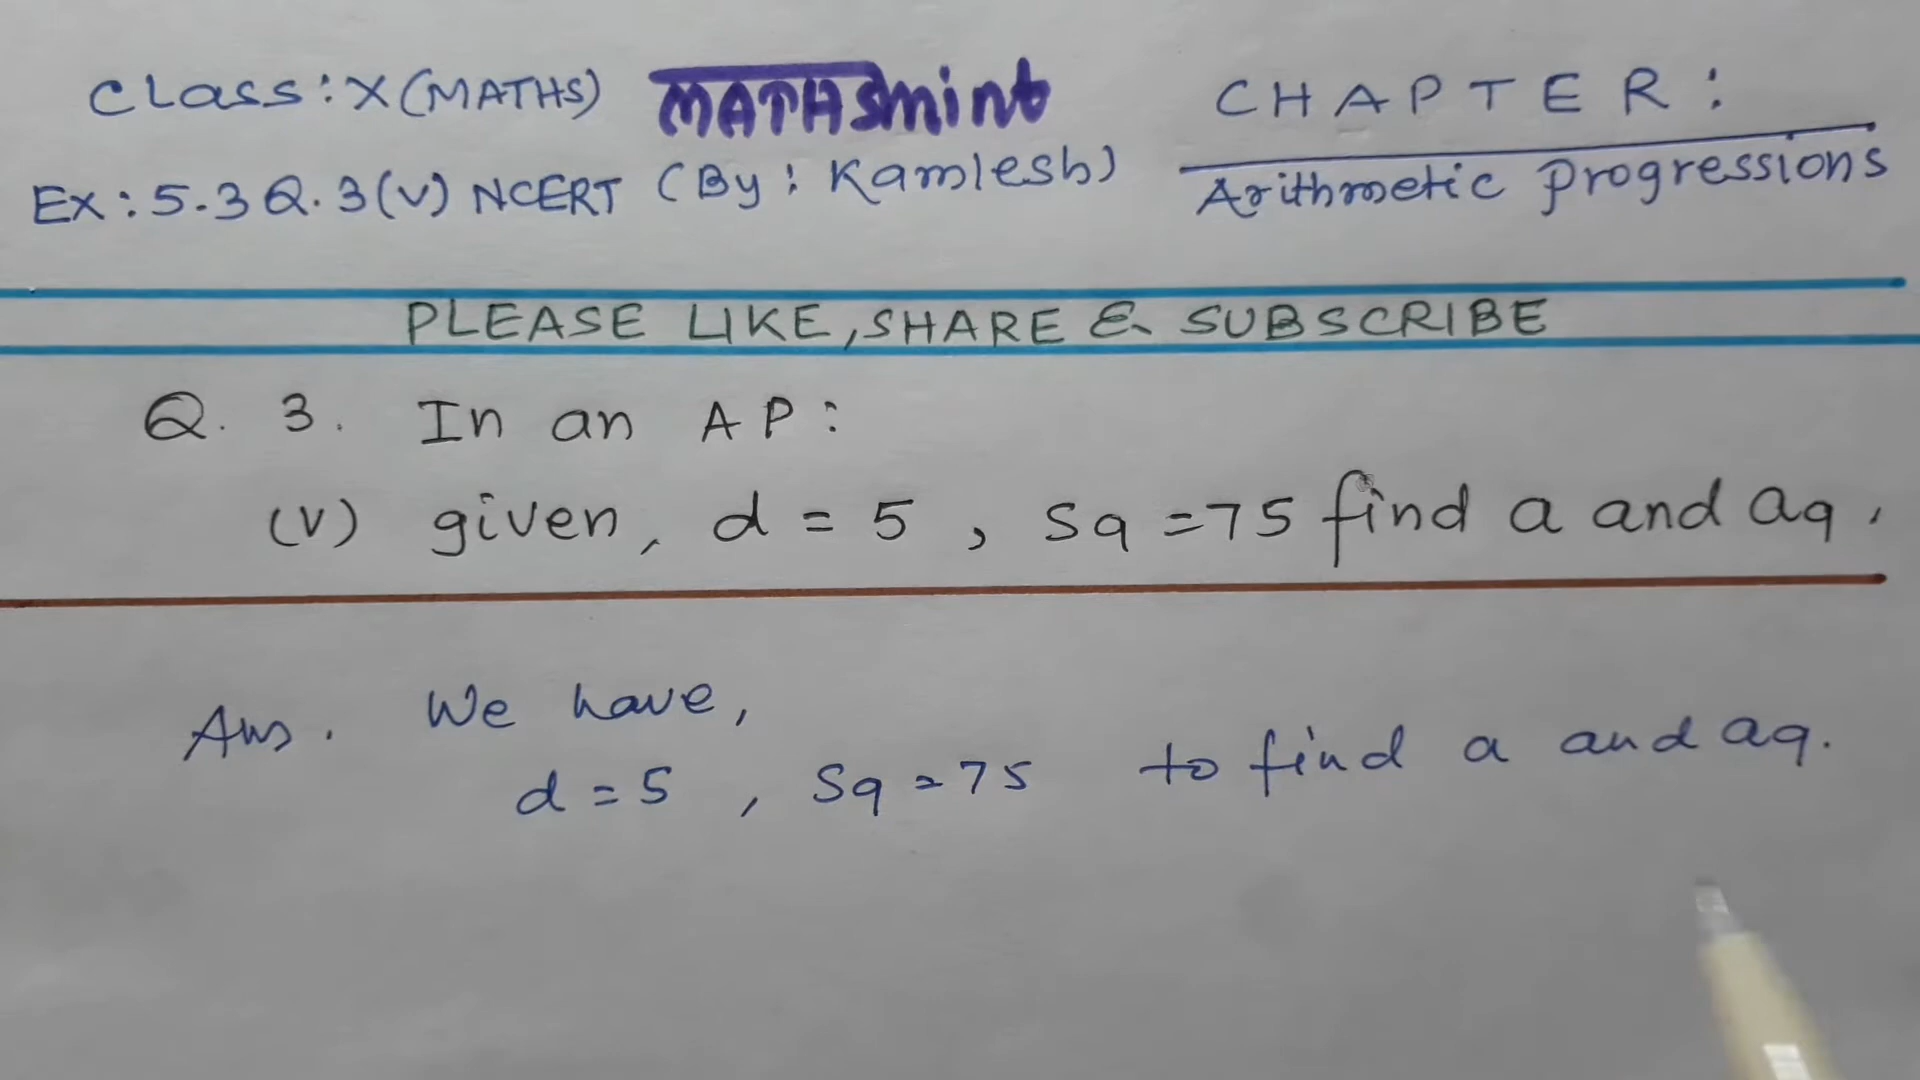 Class: X (MATHS) MATHSmint CHAPTER:
Ex: 5.3 Q. 3(V) NCERT (By: Kamlesh) Arithmetic Progressions
PLEASE LIKE, SHARE & SUBSCRIBE
Q. 3. In an AP:
(V) given, d = 5, S9 = 75 find a and a9.
Ans. We have,
d = 5, S9 = 75 to find a and a9.